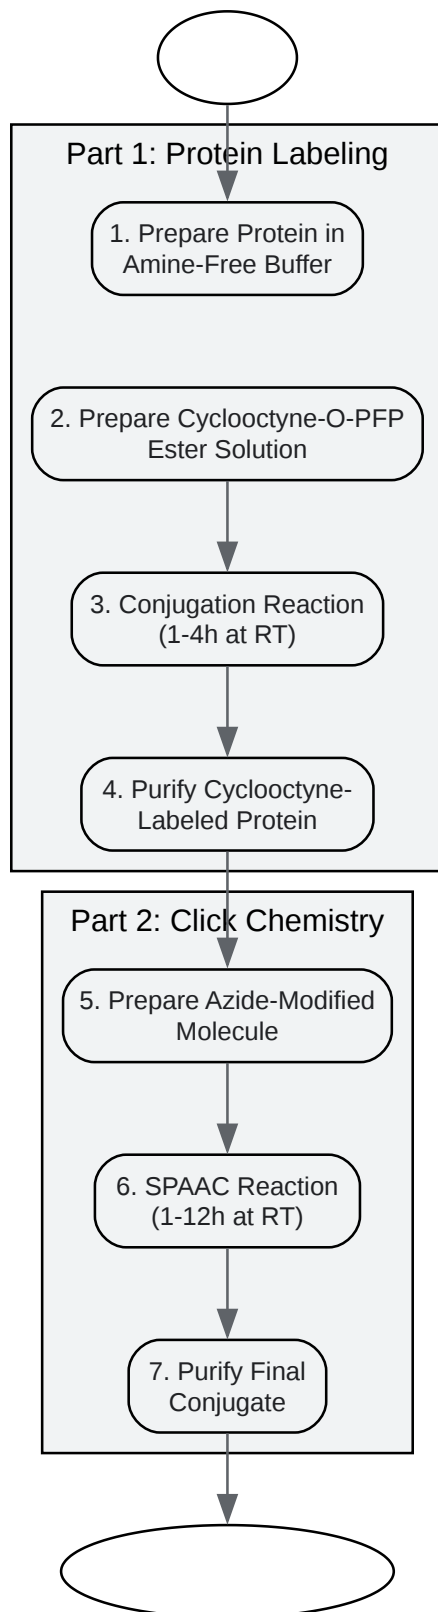 Part 1: Protein Labeling
1. Prepare Protein in
Amine-Free Buffer
2. Prepare Cyclooctyne-O-PFP
Ester Solution
3. Conjugation Reaction
(1-4h at RT)
4. Purify Cyclooctyne-
Labeled Protein
Part 2: Click Chemistry
5. Prepare Azide-Modified
Molecule
6. SPAAC Reaction
(1-12h at RT)
7. Purify Final
Conjugate